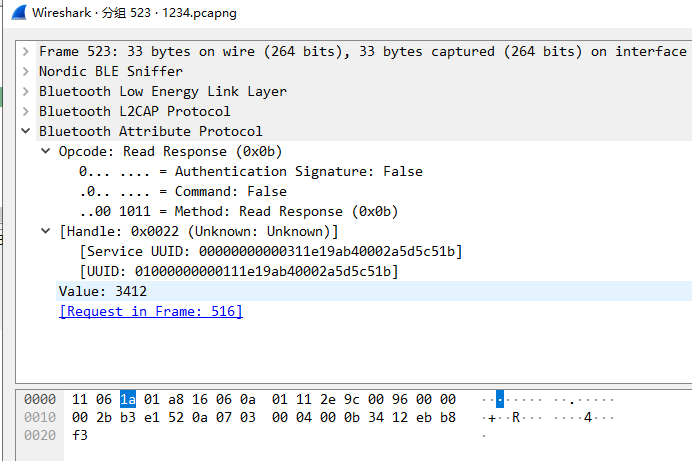 Wireshark · 分组 523 · 1234.pcapng
Frame 523: 33 bytes on wire (264 bits), 33 bytes captured (264 bits) on interface
Nordic BLE Sniffer
Bluetooth Low Energy Link Layer
Bluetooth L2CAP Protocol
Bluetooth Attribute Protocol
Opcode: Read Response (0x0b)
0... .... = Authentication Signature: False
.0.. .... = Command: False
..00 1011 = Method: Read Response (0x0b)
[Handle: 0x0022 (Unknown: Unknown)]
[Service UUID: 00000000000311e19ab40002a5d5c51b]
[UUID: 01000000000111e19ab40002a5d5c51b]
Value: 3412
[Request in Frame: 516]
0000 11 06 1a 01 a8 16 06 0a 01 11 2e 9c 00 96 00 00 ········ ··.·····
0010 00 2b b3 e1 52 0a 07 03 00 04 00 0b 34 12 eb b8 ·+··R··· ····4···
0020 f3 ·